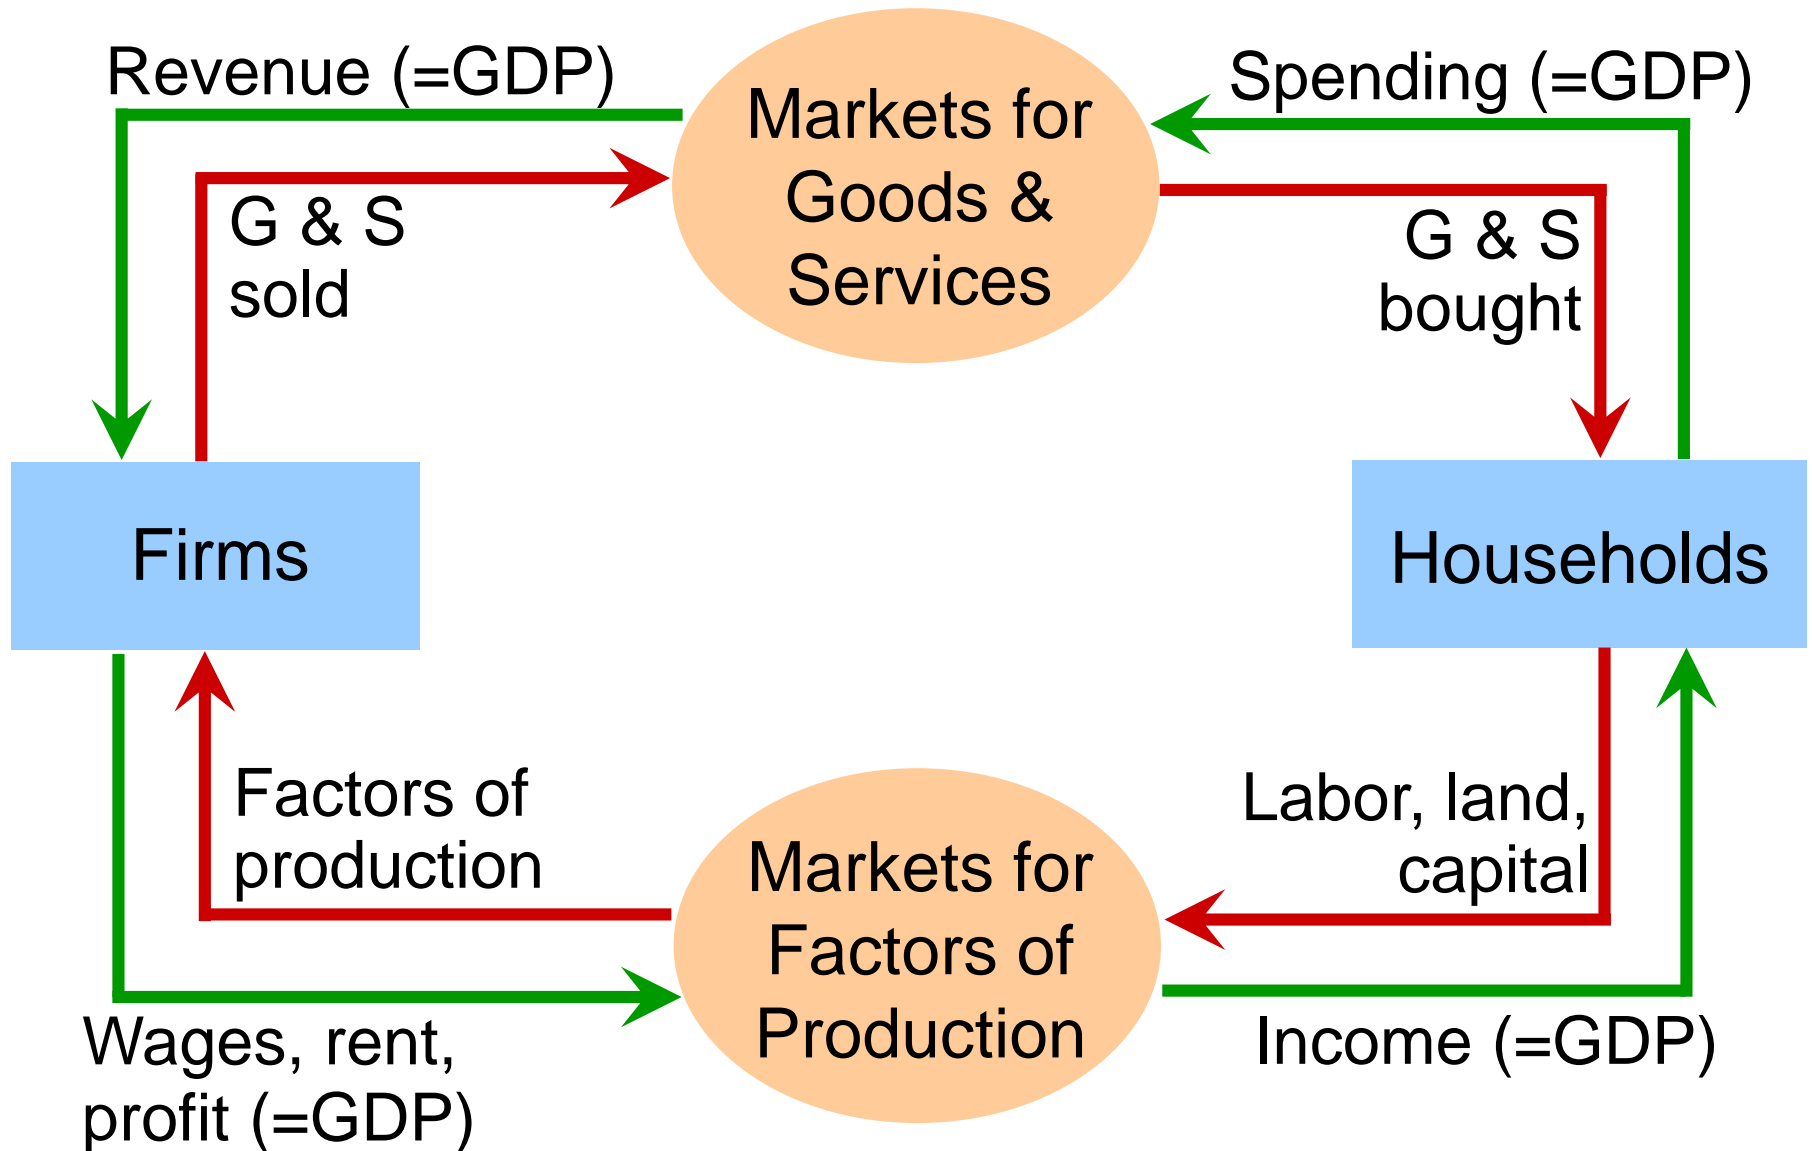 Revenue (=GDP)
Spending (=GDP)
Markets for
Goods &
Services
G & S
sold
G & S
bought
Firms
Households
Factors of
production
Labor, land,
capital
Markets for
Factors of
Production
Wages, rent,
profit (=GDP)
Income (=GDP)